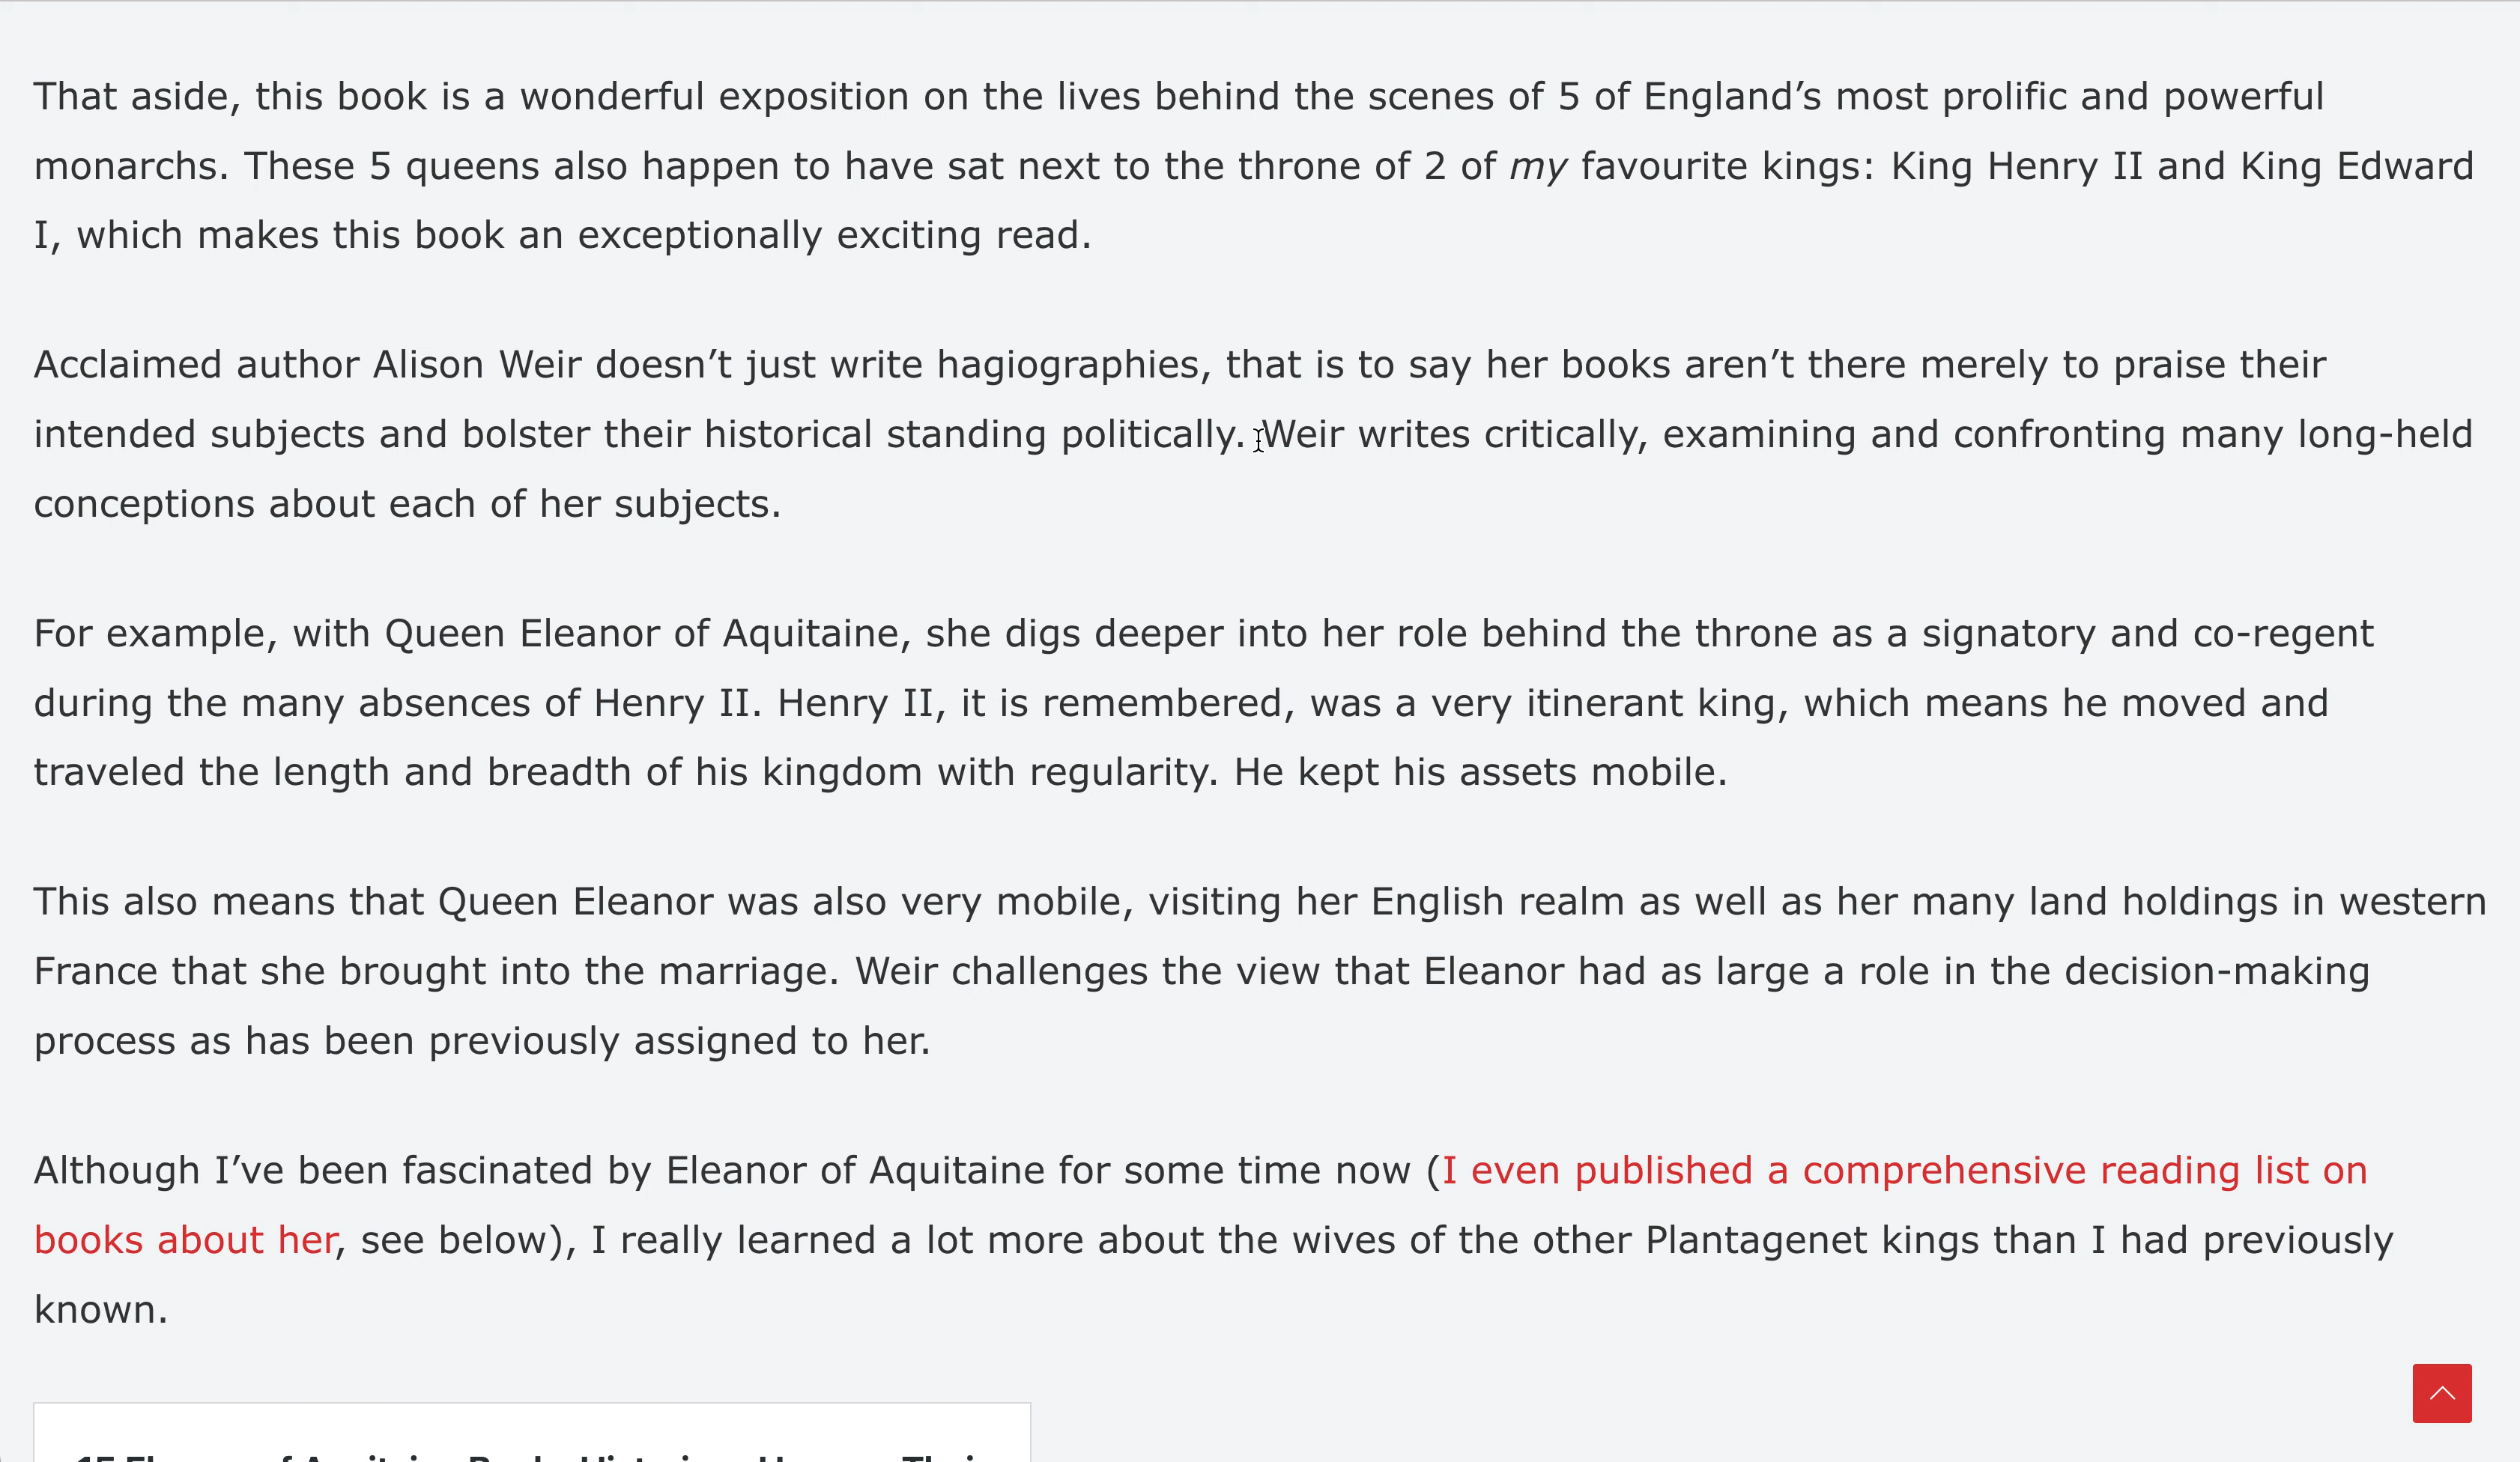 That aside, this book is a wonderful exposition on the lives behind the scenes of 5 of England’s most prolific and powerful
monarchs. These 5 queens also happen to have sat next to the throne of 2 of my favourite kings: King Henry II and King Edward
I, which makes this book an exceptionally exciting read.
Acclaimed author Alison Weir doesn’t just write hagiographies, that is to say her books aren’t there merely to praise their
intended subjects and bolster their historical standing politically. Weir writes critically, examining and confronting many long-held
conceptions about each of her subjects.
For example, with Queen Eleanor of Aquitaine, she digs deeper into her role behind the throne as a signatory and co-regent
during the many absences of Henry II. Henry II, it is remembered, was a very itinerant king, which means he moved and
traveled the length and breadth of his kingdom with regularity. He kept his assets mobile.
This also means that Queen Eleanor was also very mobile, visiting her English realm as well as her many land holdings in western
France that she brought into the marriage. Weir challenges the view that Eleanor had as large a role in the decision-making
process as has been previously assigned to her.
Although I’ve been fascinated by Eleanor of Aquitaine for some time now (I even published a comprehensive reading list on
books about her, see below), I really learned a lot more about the wives of the other Plantagenet kings than I had previously
known.